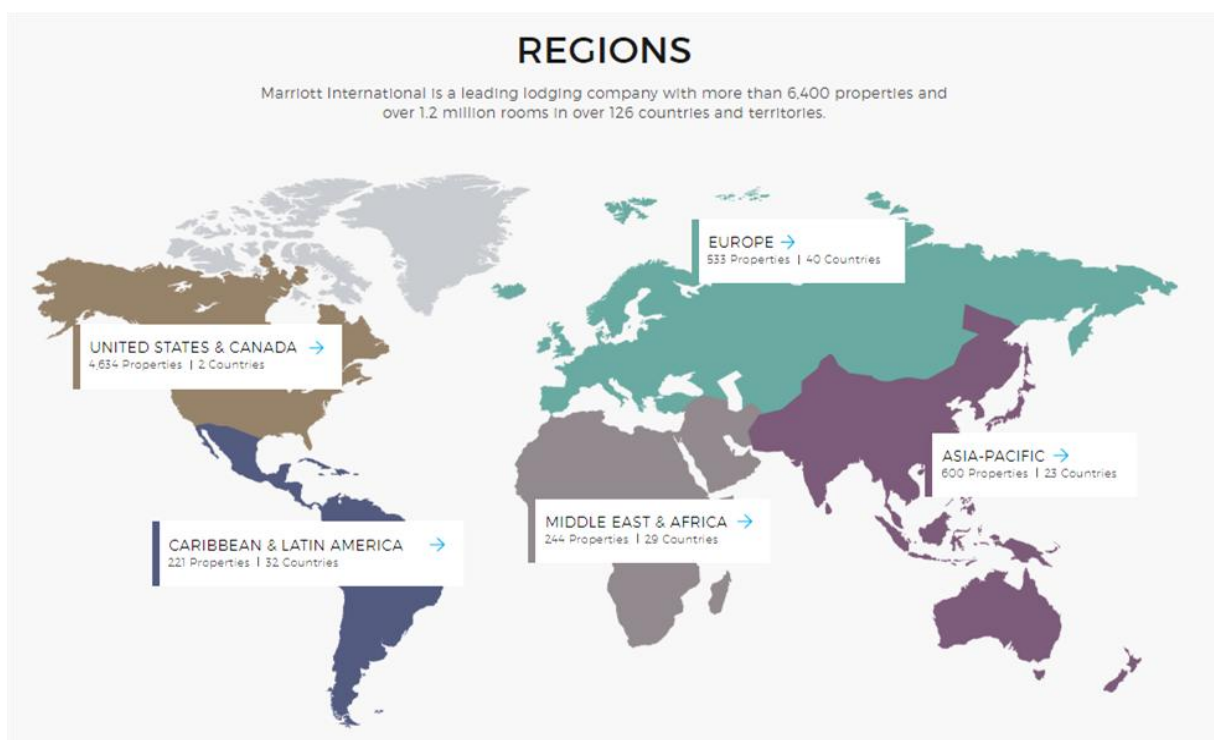 REGIONS
Marriott International is a leading lodging company with more than 6,400 properties and
over 1.2 million rooms in over 126 countries and territories.
EUROPE →
533 Properties | 40 Countries
UNITED STATES & CANADA →
4,634 Properties | 2 Countries
ASIA-PACIFIC →
600 Properties | 23 Countries
MIDDLE EAST & AFRICA →
244 Properties | 29 Countries
CARIBBEAN & LATIN AMERICA →
221 Properties | 32 Countries